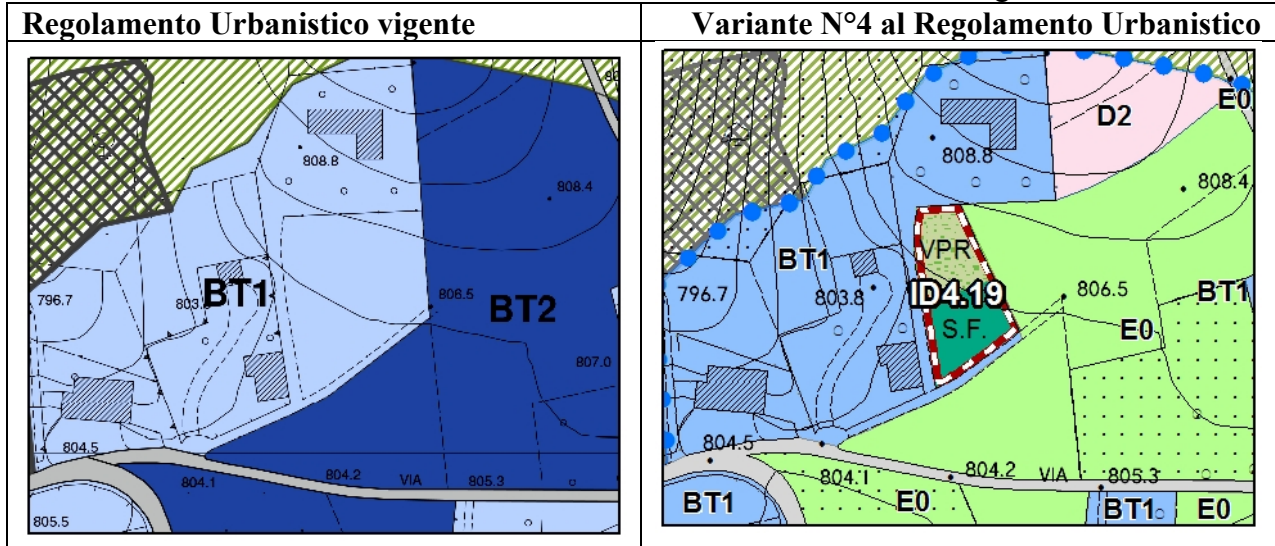 Regolamento Urbanistico vigente
Variante N°4 al Regolamento Urbanistico
808.8
808.4
796.7
BT1
806.5
BT2
807.0
804.5
804.1
804.2
VIA
805.3
805.5
E0
D2
808.8
808.4
VPR
BT1
796.7
803.8
ID4.19
806.5
BT1
S.F.
E0
804.5
804.1
804.2
VIA
805.3
BT1
E0
BT1
E0